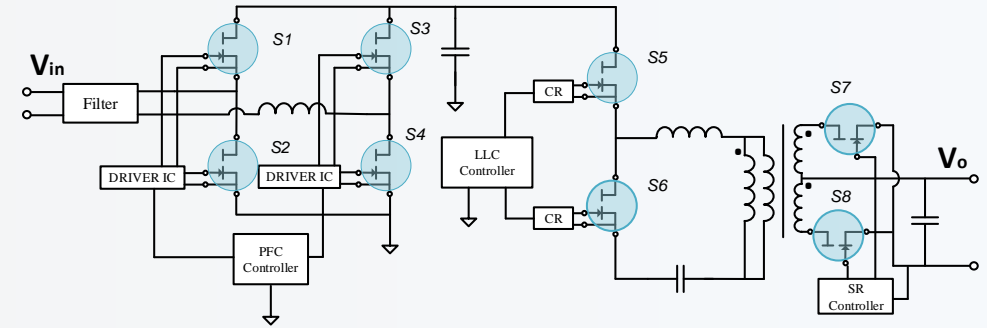 S1
S3
S5
Vin
Filter
CR
S7
S2
S4
LLC
Controller
Vo
DRIVER IC
DRIVER IC
S6
S8
CR
PFC
Controller
SR
Controller